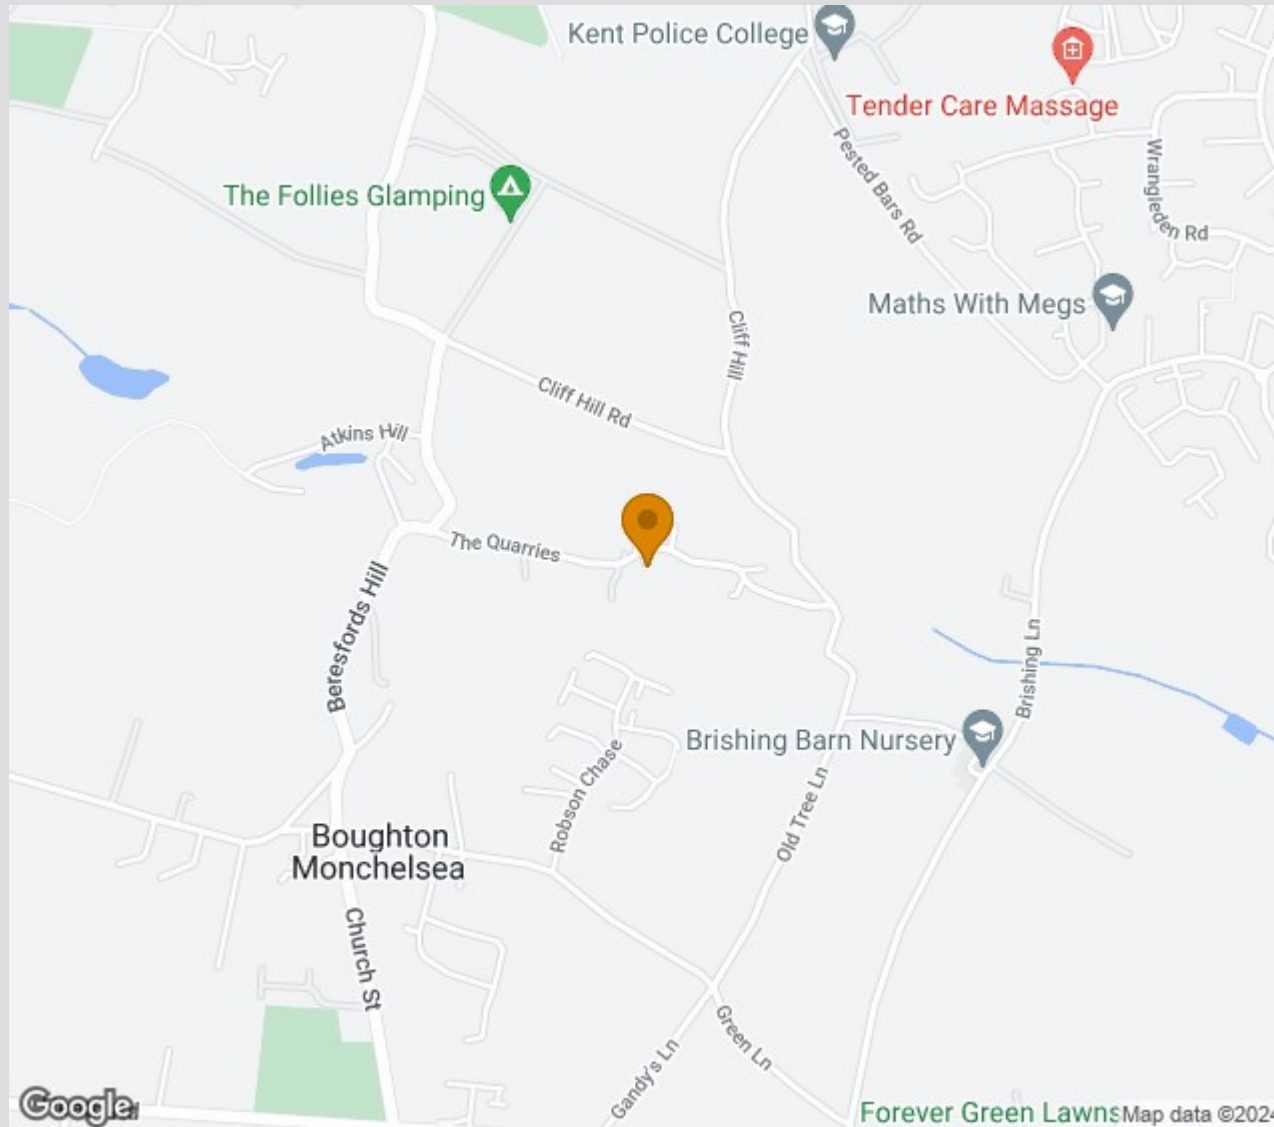 Kent Police College
Tender Care Massage
Pested Bars Rd
Wrangleden Rd
The Follies Glamping
Maths With Megs
Cliff Hill
Cliff Hill Rd
Atkins Hill
The Quarries
Beresfords Hill
Brishing Ln
Brishing Barn Nursery
Robson Chase
Old Tree Ln
Boughton
Monchelsea
Church St
Green Ln
Gandy's Ln
Google
Forever Green Lawns
Map data ©2024